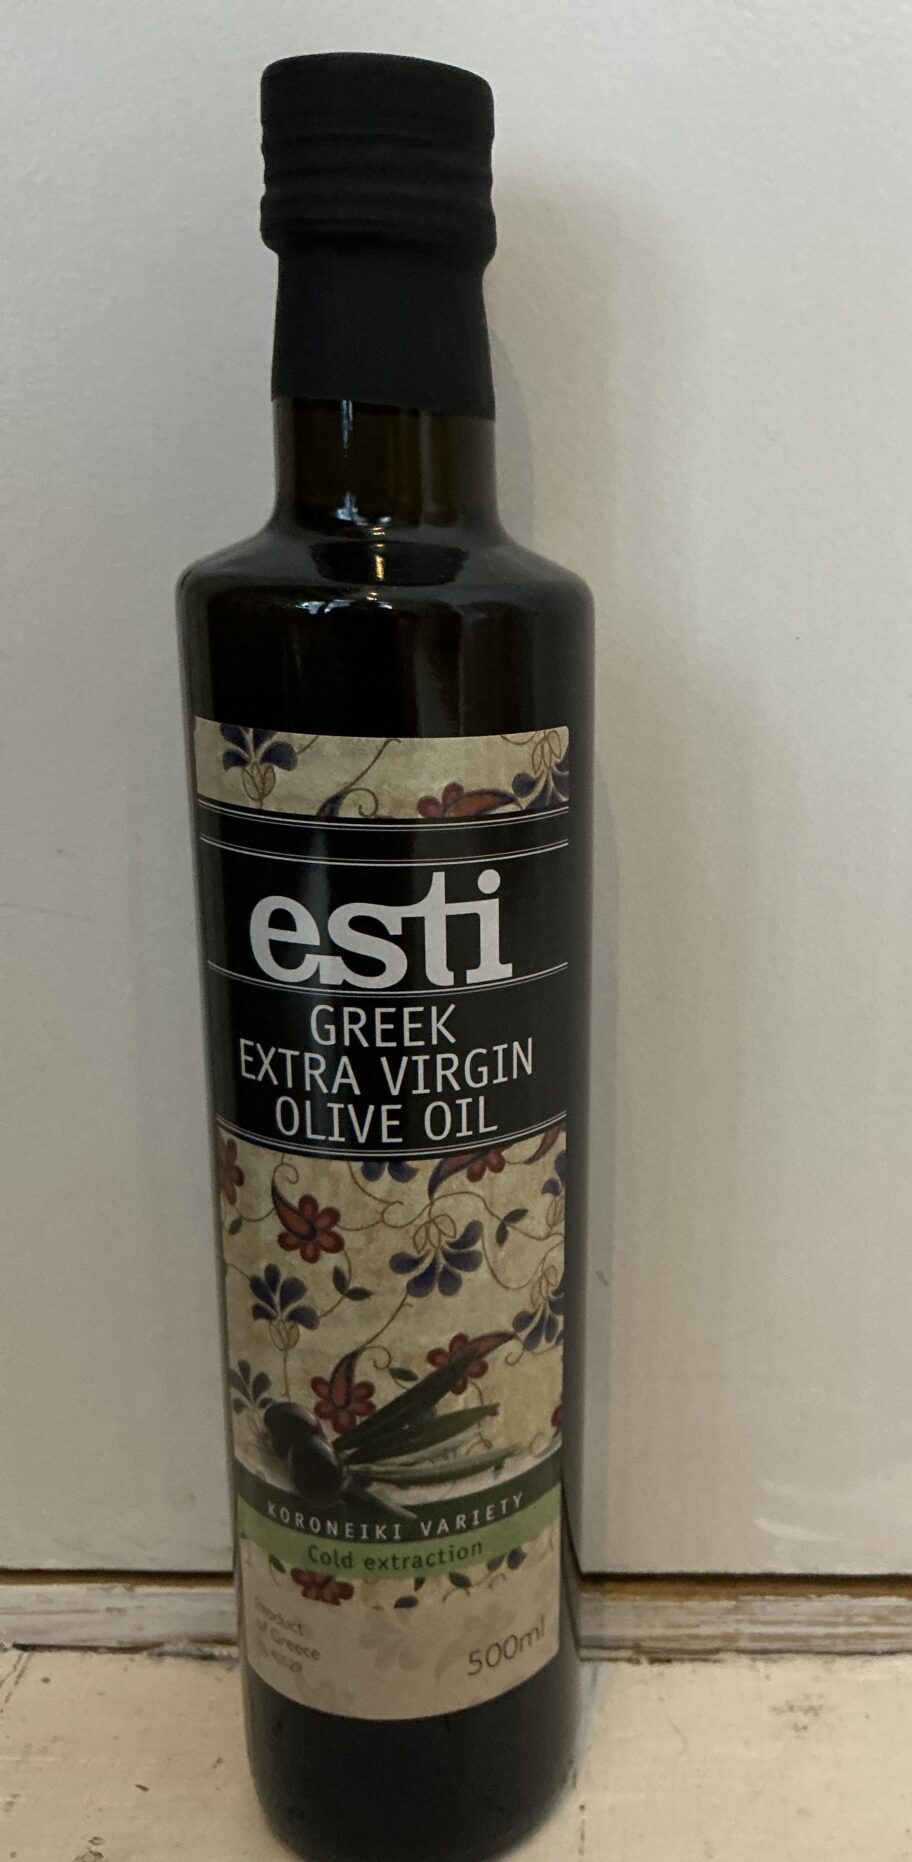 esti
GREEK
EXTRA VIRGIN
OLIVE OIL
KORONEIKI VARIETY
Cold extraction
Product
of Greece
500ml